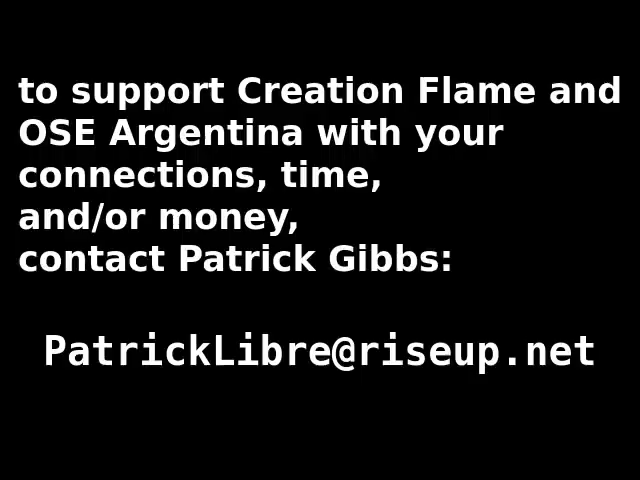 to support Creation Flame and
OSE Argentina with your
connections, time,
and/or money,
contact Patrick Gibbs:
PatrickLibre@riseup.net